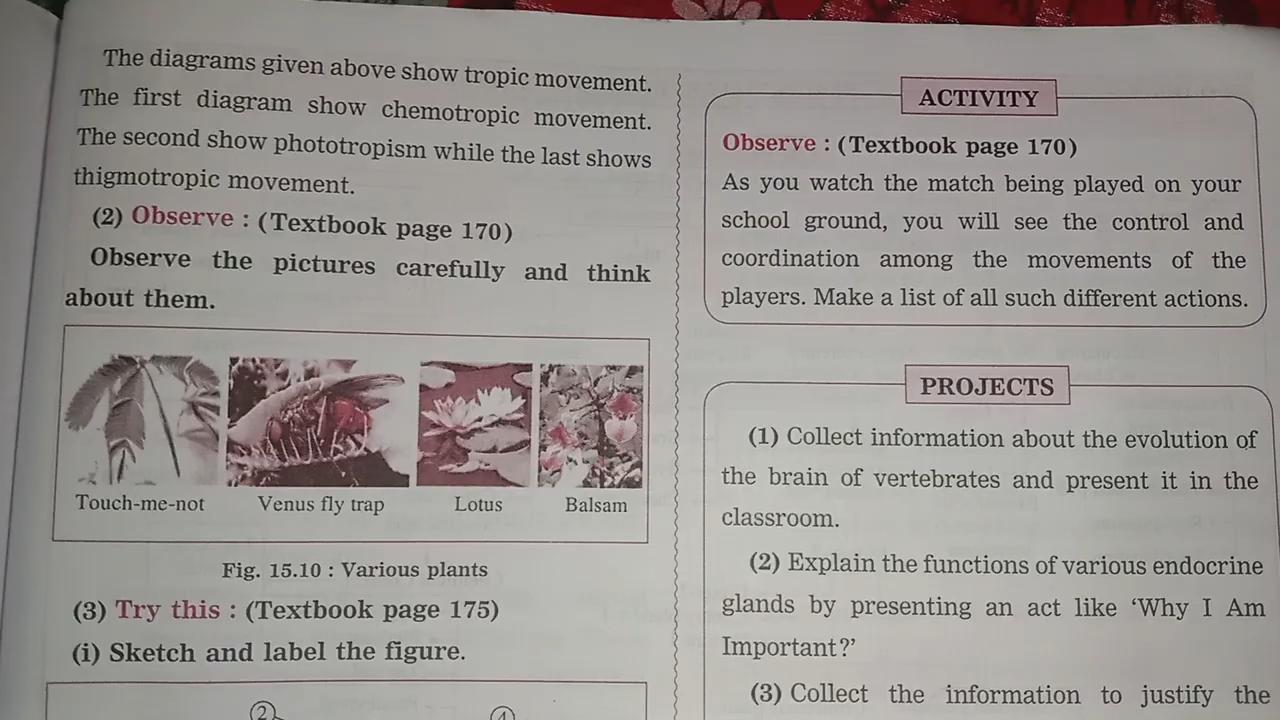 The diagrams given above show tropic movement.
The first diagram show chemotropic movement.
The second show phototropism while the last shows
thigmotropic movement.
(2) Observe : (Textbook page 170)
Observe the pictures carefully and think
about them.
Touch-me-not Venus fly trap Lotus Balsam
Fig. 15.10 : Various plants
(3) Try this : (Textbook page 175)
(i) Sketch and label the figure.
2 4
ACTIVITY
Observe : (Textbook page 170)
As you watch the match being played on your
school ground, you will see the control and
coordination among the movements of the
players. Make a list of all such different actions.
PROJECTS
(1) Collect information about the evolution of
the brain of vertebrates and present it in the
classroom.
(2) Explain the functions of various endocrine
glands by presenting an act like ‘Why I Am
Important?’
(3) Collect the information to justify the